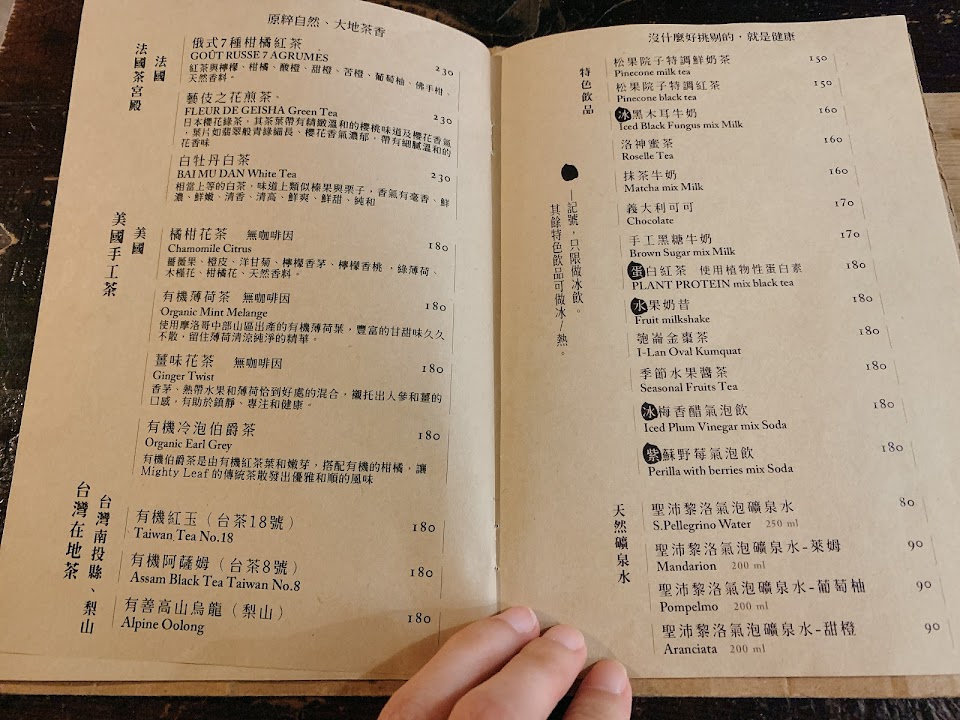 原粹自然、大地茶香
法國茶宮殿
法國
俄式7種柑橘紅茶
GOÛT RUSSE 7 AGRUMES 230
紅茶與檸檬、柑橘、酸橙、甜橙、苦橙、葡萄柚、佛手柑、
天然香料。
藝伎之花煎茶
FLEUR DE GEISHA Green Tea 230
日本櫻花綠茶，其茶葉帶有精緻溫和的櫻桃味道及櫻花香氣
，葉片如翡翠般青綠細長、櫻花香氣濃郁，帶有細膩溫和的
花香味
白牡丹白茶
BAI MU DAN White Tea 230
相當上等的白茶，味道上類似榛果與栗子，香氣有毫香、鮮
濃、鮮嫩、清香、清高、鮮爽、鮮甜、純和
美國手工茶
美國
橘柑花茶 無咖啡因 180
Chamomile Citrus
薔薇果、橙皮、洋甘菊、檸檬香茅、檸檬香桃，綠薄荷、
木槿花、柑橘花、天然香料。
有機薄荷茶 無咖啡因
Organic Mint Melange 180
使用摩洛哥中部山區出產的有機薄荷葉，豐富的甘甜味久久
不散，留住薄荷清涼純淨的精華。
薑味花茶 無咖啡因 180
Ginger Twist
香茅、熱帶水果和薄荷恰到好處的混合，襯托出人參和薑的
口感，有助於鎮靜、專注和健康。
有機冷泡伯爵茶 180
Organic Earl Grey
有機伯爵茶是由有機紅茶葉和嫩芽，搭配有機的柑橘，讓
Mighty Leaf的傳統茶散發出優雅和順的風味
台灣在地茶
台灣南投縣、梨山
有機紅玉（台茶18號） 180
Taiwan Tea No.18
有機阿薩姆（台茶8號） 180
Assam Black Tea Taiwan No.8
有善高山烏龍（梨山） 180
Alpine Oolong
沒什麼好挑剔的，就是健康
特色飲品
松果院子特調鮮奶茶 150
Pinecone milk tea
松果院子特調紅茶 150
Pinecone black tea
冰黑木耳牛奶 160
Iced Black Fungus mix Milk
洛神蜜茶 160
Roselle Tea
抹茶牛奶 160
Matcha mix Milk
義大利可可 170
Chocolate
手工黑糖牛奶 170
Brown Sugar mix Milk
蛋白紅茶 使用植物性蛋白素 180
PLANT PROTEIN mix black tea
水果奶昔 180
Fruit milkshake
礐崙金棗茶 180
I-Lan Oval Kumquat
季節水果醬茶 180
Seasonal Fruits Tea
冰梅香醋氣泡飲 180
Iced Plum Vinegar mix Soda
紫蘇野莓氣泡飲 180
Perilla with berries mix Soda
—記號，只限做冰飲。
其餘特色飲品可做冰/熱。
天然礦泉水
聖沛黎洛氣泡礦泉水 80
S.Pellegrino Water 250 ml
聖沛黎洛氣泡礦泉水-萊姆 90
Mandarion 200 ml
聖沛黎洛氣泡礦泉水-葡萄柚 90
Pompelmo 200 ml
聖沛黎洛氣泡礦泉水-甜橙 90
Aranciata 200 ml